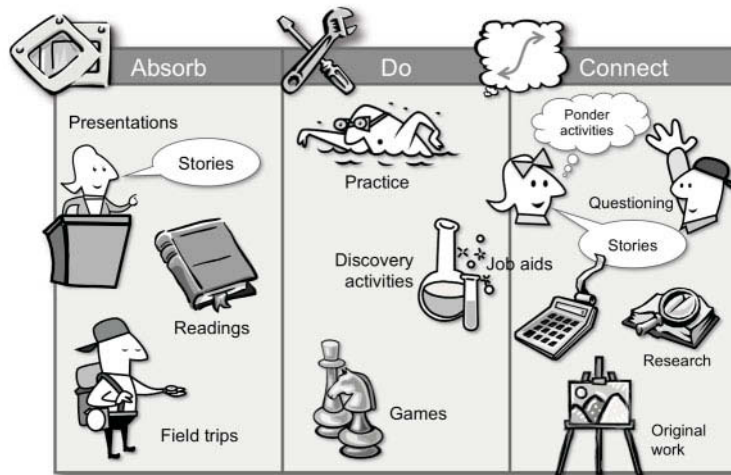 Absorb
Do
Connect
Presentations
Stories
Readings
Field trips
Practice
Discovery
activities
Games
Ponder
activities
Questioning
Stories
Job aids
Research
Original
work